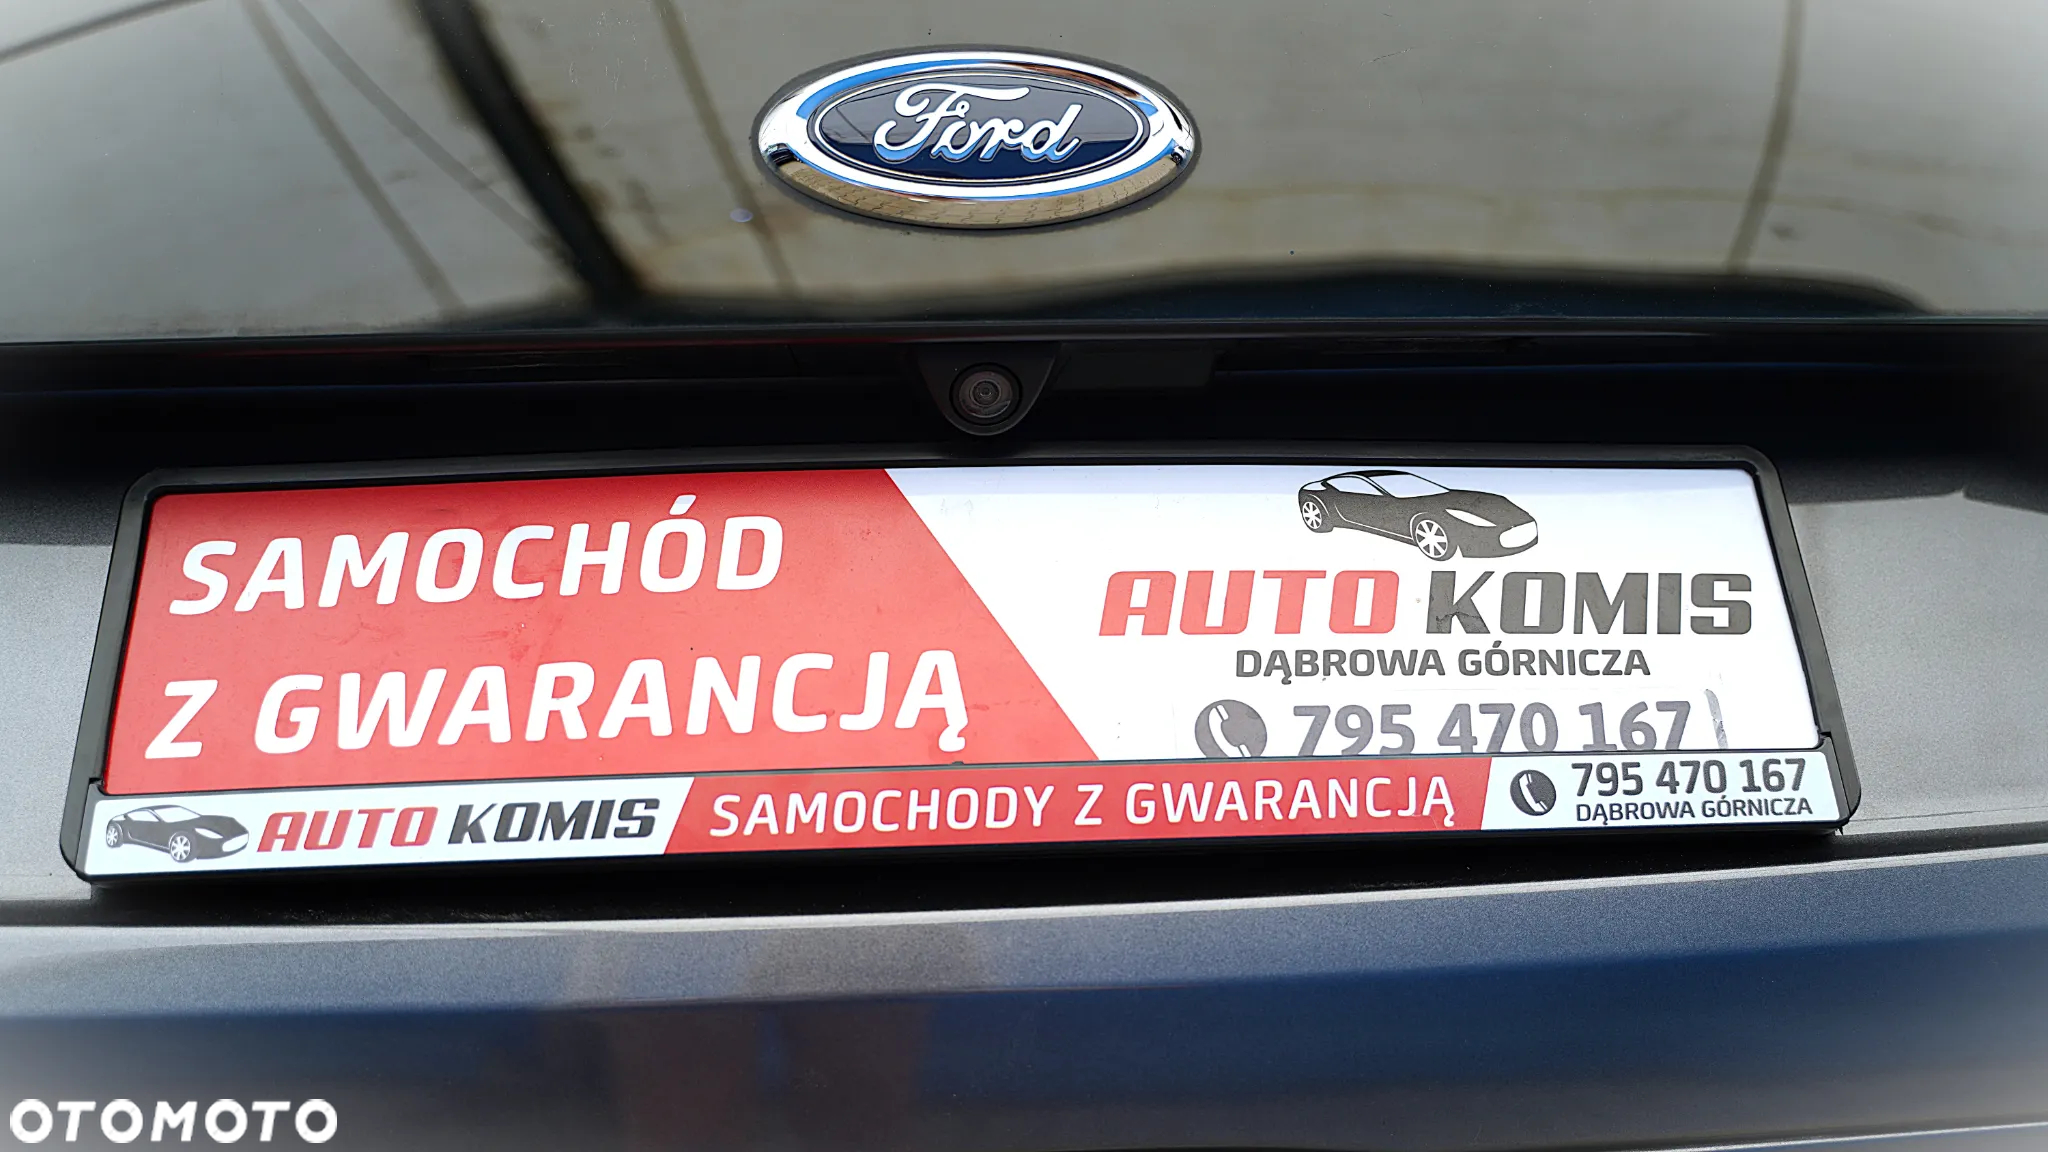 Ford
SAMOCHÓD
Z GWARANCJĄ
AUTO KOMIS
DĄBROWA GÓRNICZA
795 470 167
AUTO KOMIS
SAMOCHODY Z GWARANCJĄ
795 470 167
DĄBROWA GÓRNICZA
OTOMOTO